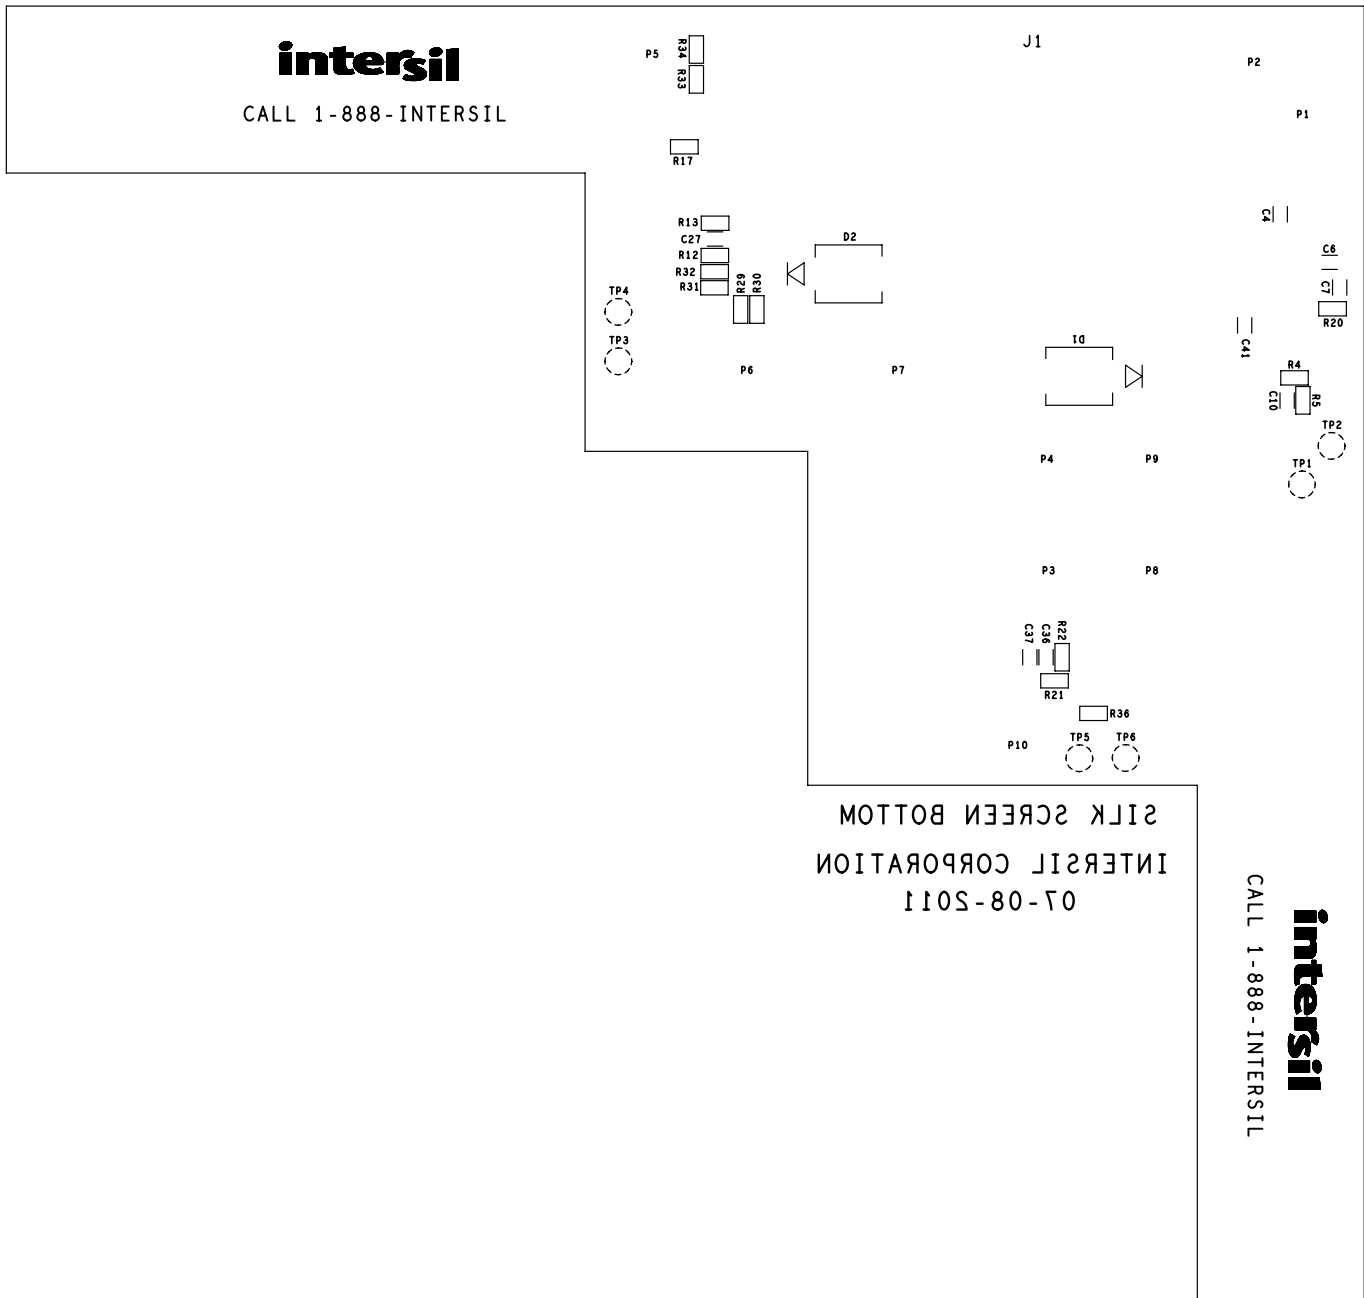 intersil
CALL 1-888-INTERSIL
P5
R34
R33
J1
P2
P1
R17
R13
C27
R12
R32
R31
R29
R30
D2
C4
C6
C7
R20
C41
TP4
TP3
P6
P7
D1
R4
C10
R5
TP2
TP1
P4
P9
P3
P8
C37
C36
R22
R21
R36
P10
TP5
TP6
SILK SCREEN BOTTOM
INTERSIL CORPORATION
07-08-2011
intersil
CALL 1-888-INTERSIL